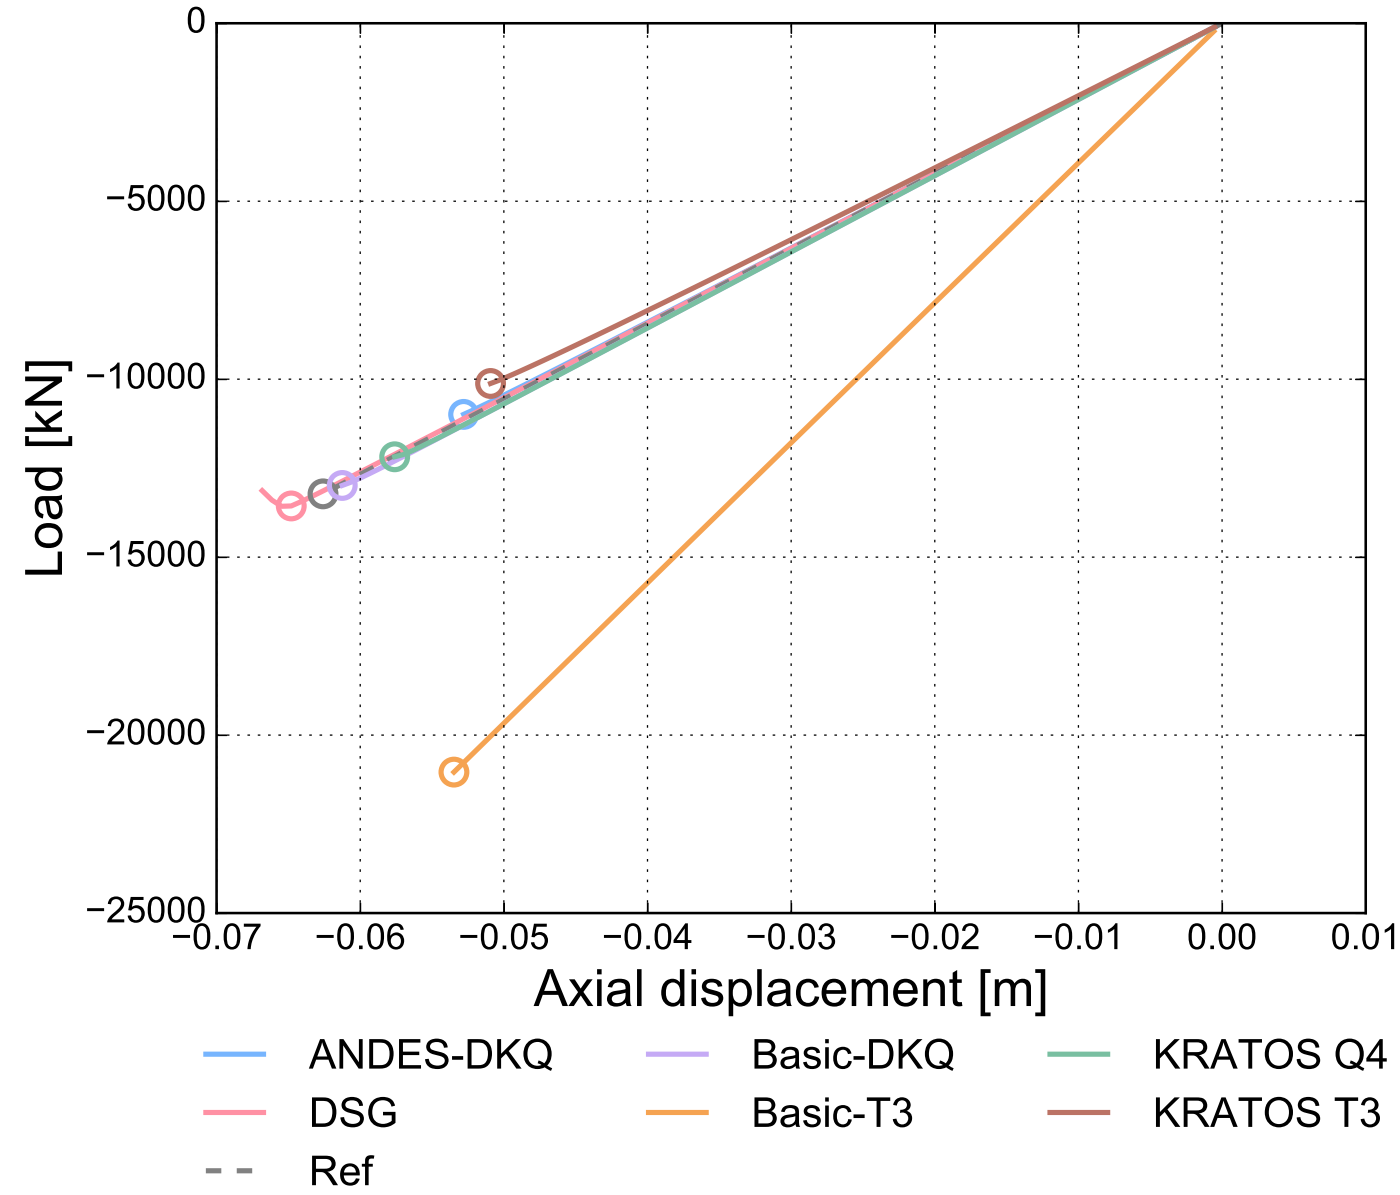 0
−5000
−10000
−15000
−20000
−25000
Load [kN]
−0.07 −0.06 −0.05 −0.04 −0.03 −0.02 −0.01 0.00 0.01
Axial displacement [m]
ANDES-DKQ Basic-DKQ KRATOS Q4
DSG Basic-T3 KRATOS T3
Ref